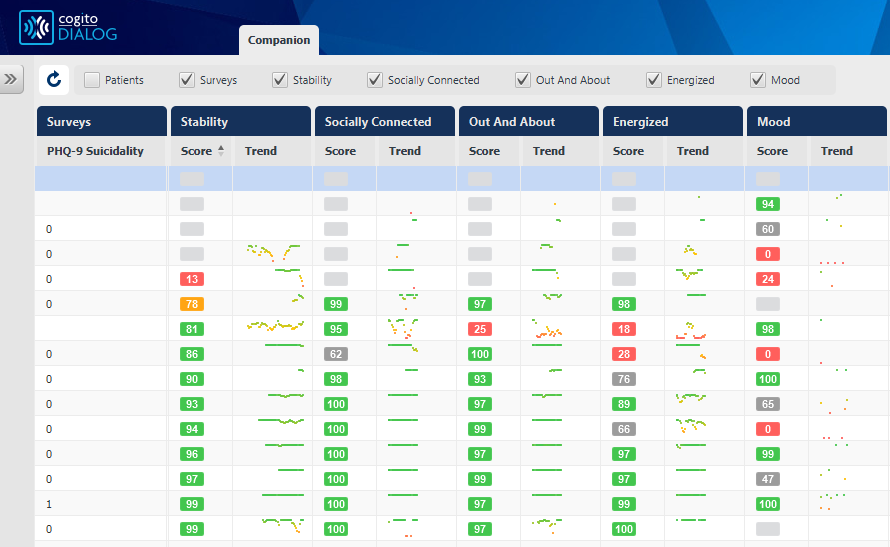 cogito
DIALOG
Companion
Patients Surveys Stability Socially Connected Out And About Energized Mood
Surveys Stability Socially Connected Out And About Energized Mood
PHQ-9 Suicidality Score Trend Score Trend Score Trend Score Trend Score Trend
94
0 60
0 0
0 13 24
0 78 99 97 98
81 95 25 18 98
0 86 62 100 28 0
0 90 98 93 76 100
0 93 100 97 89 65
0 94 100 99 66 0
0 96 100 97 97 99
0 97 100 99 97 47
1 99 100 97 99 100
0 99 100 97 100